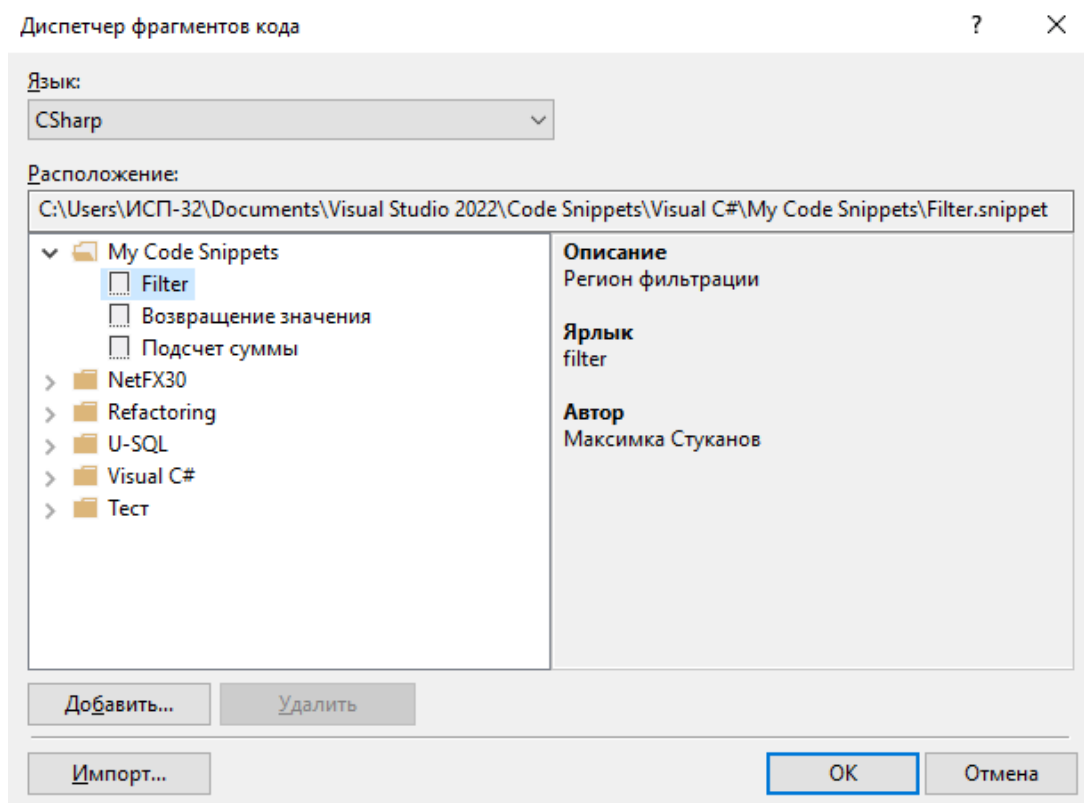 Диспетчер фрагментов кода
?
Язык:
CSharp
Расположение:
C:\Users\ИСП-32\Documents\Visual Studio 2022\Code Snippets\Visual C#\My Code Snippets\Filter.snippet
My Code Snippets
Filter
Возвращение значения
Подсчет суммы
NetFX30
Refactoring
U-SQL
Visual C#
Тест
Описание
Регион фильтрации
Ярлык
filter
Автор
Максимка Стуканов
Добавить...
Удалить
Импорт...
ОК
Отмена